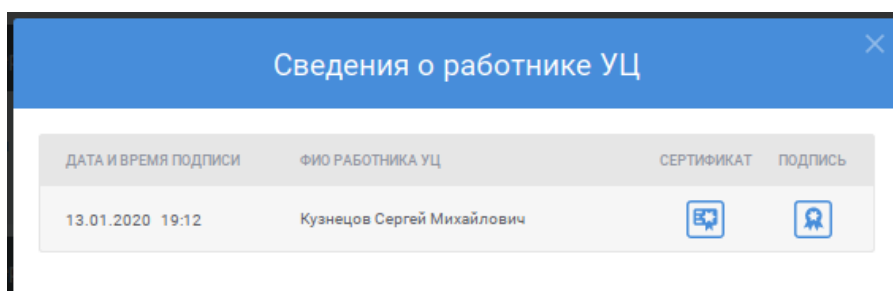 Сведения о работнике УЦ
ДАТА И ВРЕМЯ ПОДПИСИ ФИО РАБОТНИКА УЦ СЕРТИФИКАТ ПОДПИСЬ
13.01.2020 19:12 Кузнецов Сергей Михайлович